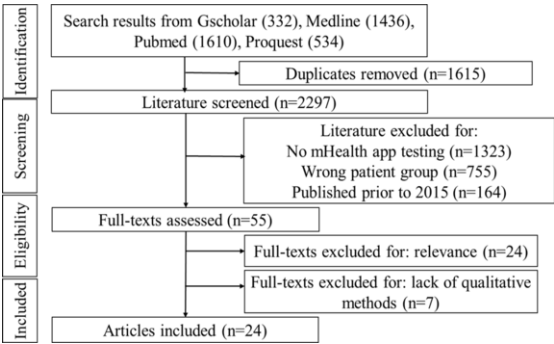 Identification
Search results from Gscholar (332), Medline (1436),
Pubmed (1610), Proquest (534)
Duplicates removed (n=1615)
Screening
Literature screened (n=2297)
Literature excluded for:
No mHealth app testing (n=1323)
Wrong patient group (n=755)
Published prior to 2015 (n=164)
Eligibility
Full-texts assessed (n=55)
Full-texts excluded for: relevance (n=24)
Included
Full-texts excluded for: lack of qualitative
methods (n=7)
Articles included (n=24)